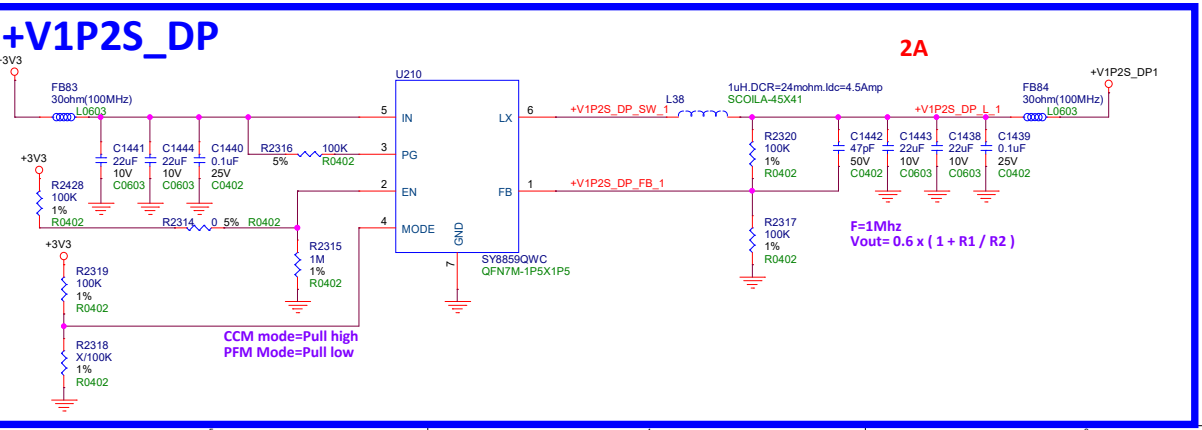 +V1P2S_DP
2A
+3V3
FB83
30ohm(100MHz)
L0603
C1441
22uF
10V
C0603
C1444
22uF
10V
C0603
C1440
0.1uF
25V
C0402
R2316
5%
100K
R0402
+3V3
R2428
100K
1%
R0402
R2314
0
5%
R0402
R2315
1M
1%
R0402
+3V3
R2319
100K
1%
R0402
R2318
X/100K
1%
R0402
CCM mode=Pull high
PFM Mode=Pull low
U210
5
IN
3
PG
2
EN
4
MODE
LX
6
FB
1
GND
7
SY8859QWC
QFN7M-1P5X1P5
+V1P2S_DP_SW_1
L38
1uH.DCR=24mohm.Idc=4.5Amp
SCOILA-45X41
+V1P2S_DP_FB_1
R2320
100K
1%
R0402
R2317
100K
1%
R0402
C1442
47pF
50V
C0402
C1443
22uF
10V
C0603
C1438
22uF
10V
C0603
C1439
0.1uF
25V
C0402
+V1P2S_DP_L_1
FB84
30ohm(100MHz)
L0603
+V1P2S_DP1
F=1Mhz
Vout= 0.6 x ( 1 + R1 / R2 )